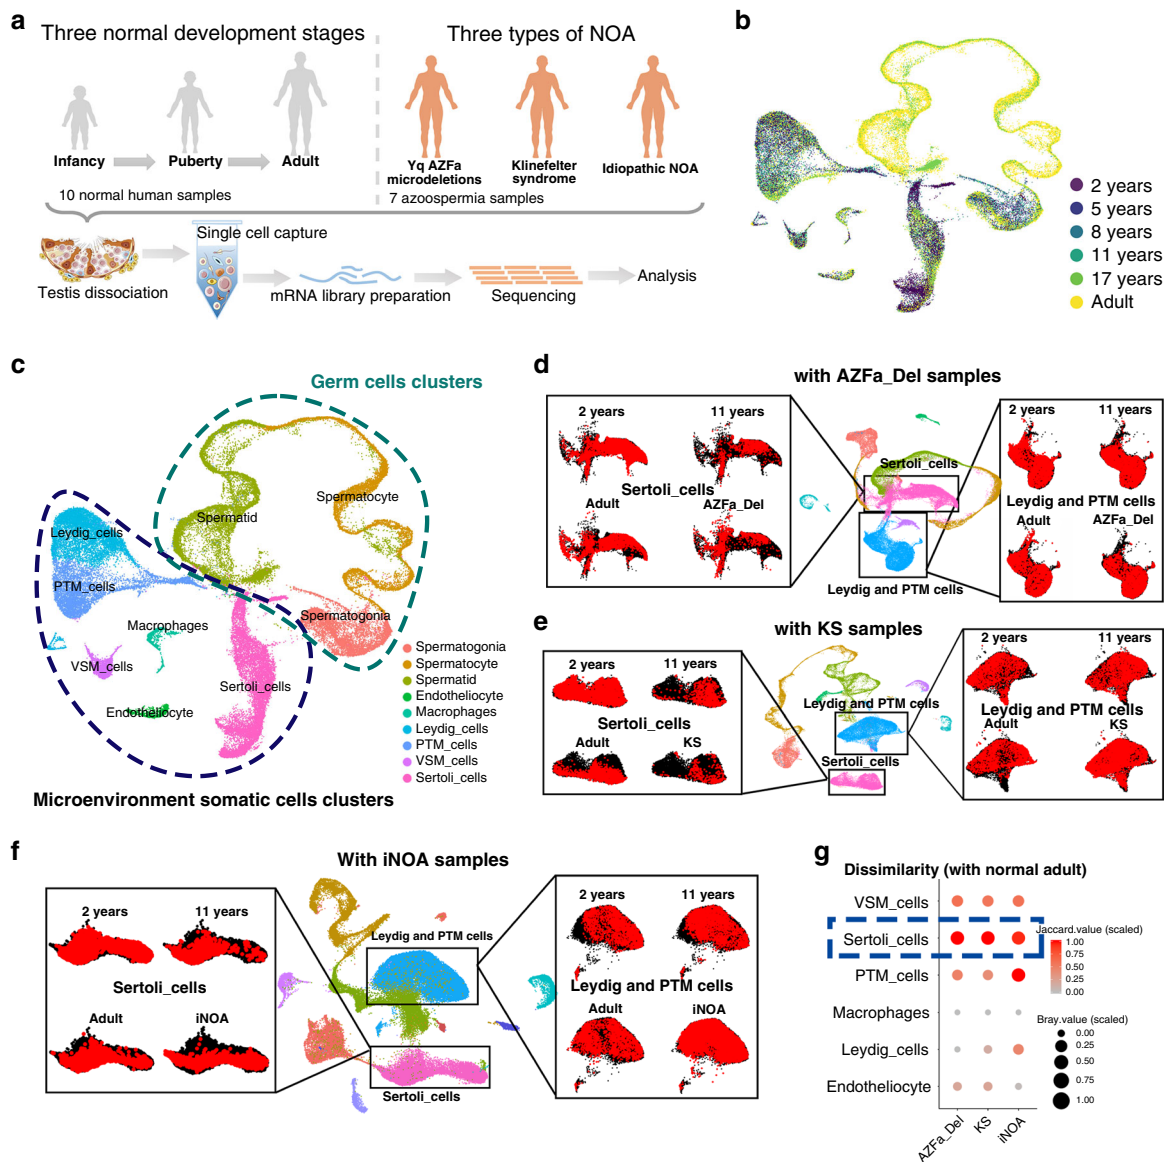 a
Three normal development stages
Three types of NOA
Infancy
Puberty
Adult
Yq AZFa
microdeletions
Klinefelter
syndrome
Idiopathic NOA
10 normal human samples
7 azoospermia samples
Single cell capture
Testis dissociation
mRNA library preparation
Sequencing
Analysis
b
2 years
5 years
8 years
11 years
17 years
Adult
c
Germ cells clusters
Spermatocyte
Spermatid
Leydig_cells
PTM_cells
Spermatogonia
Macrophages
VSM_cells
Sertoli_cells
Endotheliocyte
Spermatogonia
Spermatocyte
Spermatid
Endotheliocyte
Macrophages
Leydig_cells
PTM_cells
VSM_cells
Sertoli_cells
Microenvironment somatic cells clusters
d
with AZFa_Del samples
2 years
11 years
Sertoli_cells
Adult
AZFa_Del
Sertoli_cells
Leydig and PTM cells
2 years
11 years
Leydig and PTM cells
Adult
AZFa_Del
e
with KS samples
2 years
11 years
Sertoli_cells
Adult
KS
Leydig and PTM cells
Sertoli_cells
2 years
11 years
Leydig and PTM cells
Adult
KS
f
With iNOA samples
2 years
11 years
Sertoli_cells
Adult
iNOA
Leydig and PTM cells
Sertoli_cells
2 years
11 years
Leydig and PTM cells
Adult
iNOA
g
Dissimilarity (with normal adult)
VSM_cells
Sertoli_cells
PTM_cells
Macrophages
Leydig_cells
Endotheliocyte
AZFa_Del
KS
iNOA
Jaccard.value (scaled)
1.00
0.75
0.50
0.25
0.00
Bray.value (scaled)
0.00
0.25
0.50
0.75
1.00